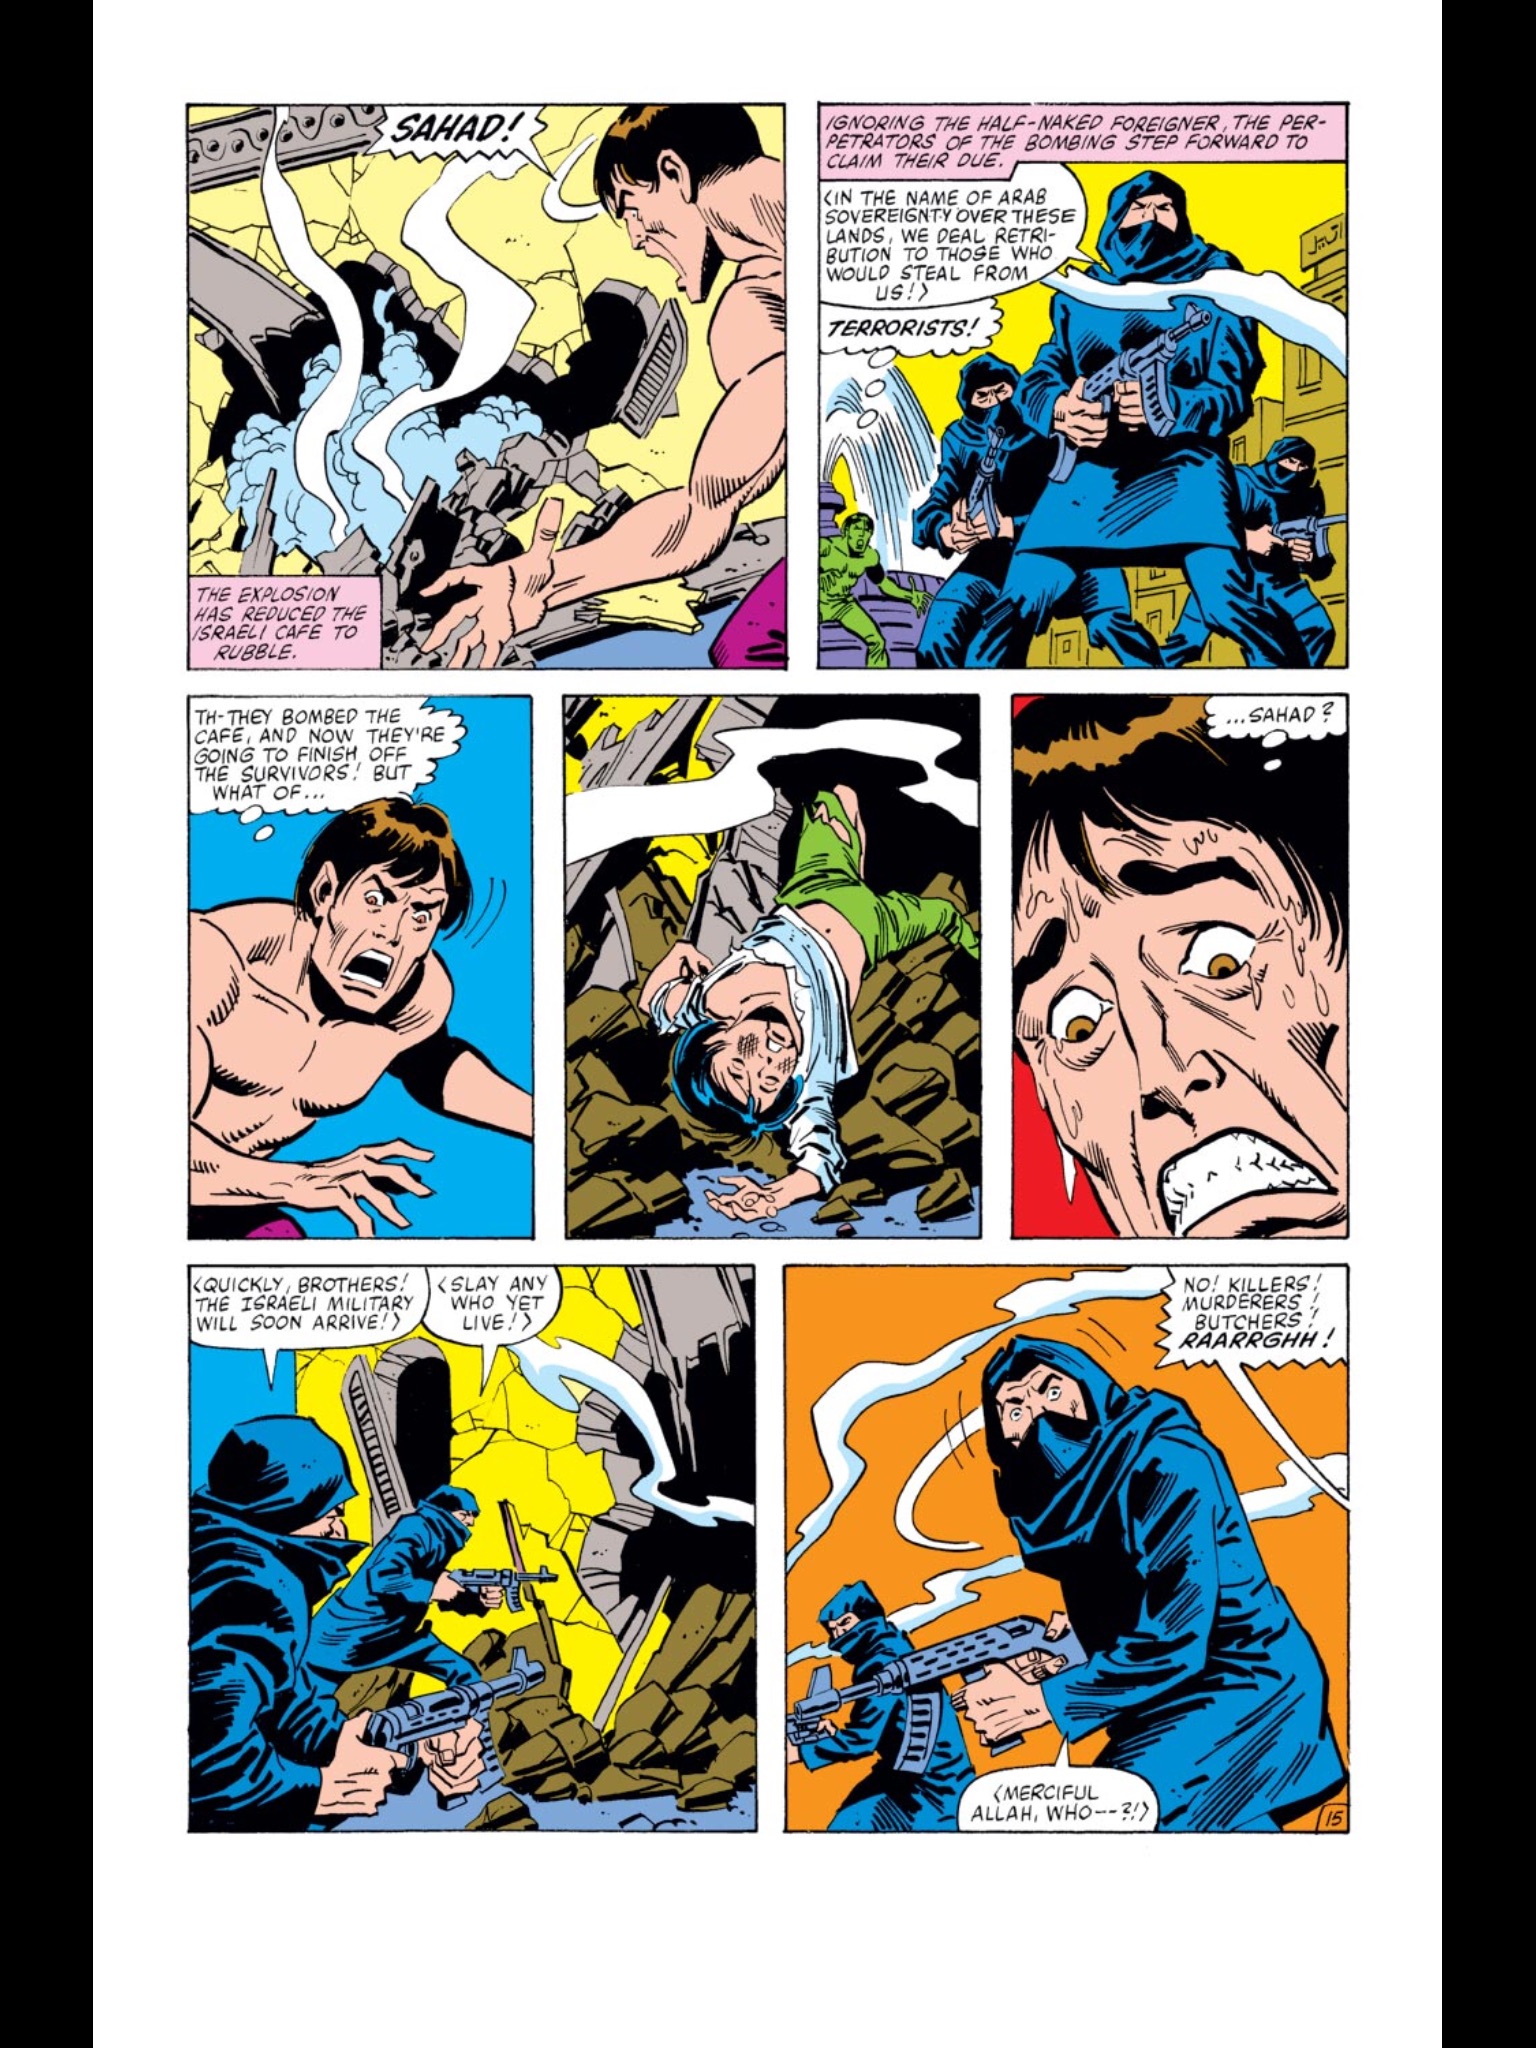 SAHAD!
THE EXPLOSION
HAS REDUCED THE
ISRAELI CAFE TO
RUBBLE.
IGNORING THE HALF-NAKED FOREIGNER, THE PER-
PETRATORS OF THE BOMBING STEP FORWARD TO
CLAIM THEIR DUE.
<IN THE NAME OF ARAB
SOVEREIGNTY OVER THESE
LANDS, WE DEAL RETRI-
BUTION TO THOSE WHO
WOULD STEAL FROM
US!>
TERRORISTS!
TH-THEY BOMBED THE
CAFE, AND NOW THEY'RE
GOING TO FINISH OFF
THE SURVIVORS! BUT
WHAT OF...
...SAHAD?
<QUICKLY, BROTHERS!
THE ISRAELI MILITARY
WILL SOON ARRIVE!>
<SLAY ANY
WHO YET
LIVE!>
NO! KILLERS!
MURDERERS!
BUTCHERS!
RAARRGHH!
<MERCIFUL
ALLAH, WHO--?!>
15